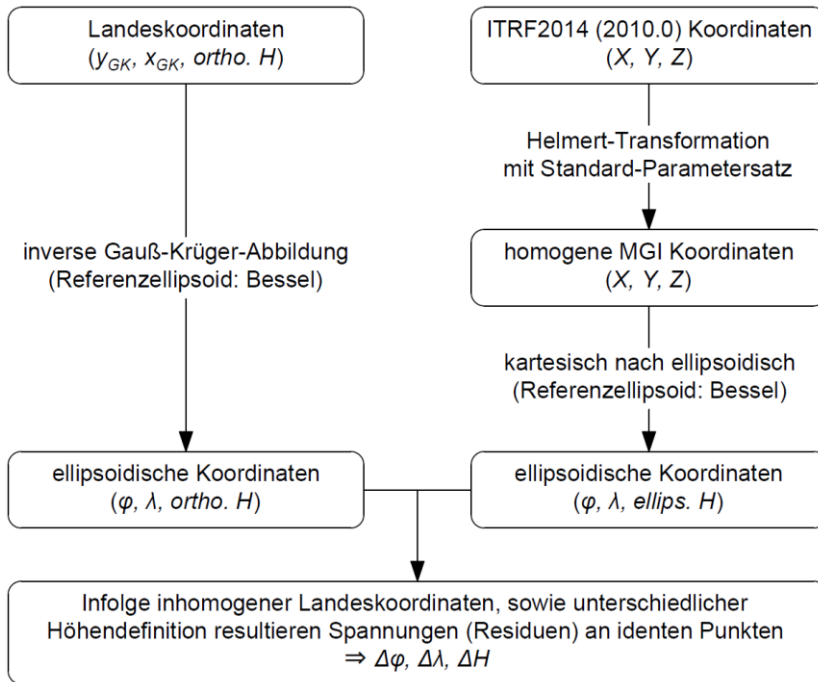 Landeskoordinaten
(y_GK, x_GK, ortho. H)
ITRF2014 (2010.0) Koordinaten
(X, Y, Z)
Helmert-Transformation
mit Standard-Parametersatz
inverse Gauß-Krüger-Abbildung
(Referenzellipsoid: Bessel)
homogene MGI Koordinaten
(X, Y, Z)
kartesisch nach ellipsoidisch
(Referenzellipsoid: Bessel)
ellipsoidische Koordinaten
(φ, λ, ortho. H)
ellipsoidische Koordinaten
(φ, λ, ellips. H)
Infolge inhomogener Landeskoordinaten, sowie unterschiedlicher
Höhendefinition resultieren Spannungen (Residuen) an identen Punkten
⇒ Δφ, Δλ, ΔH